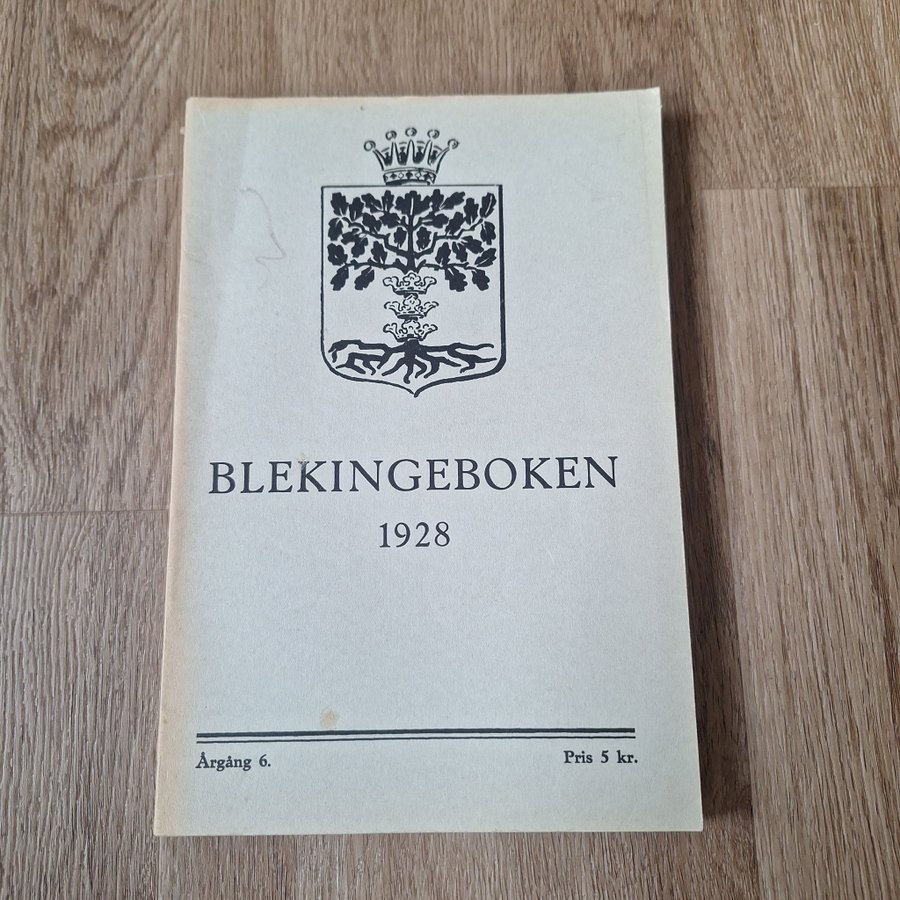 BLEKINGEBOKEN
1928
Årgång 6.
Pris 5 kr.